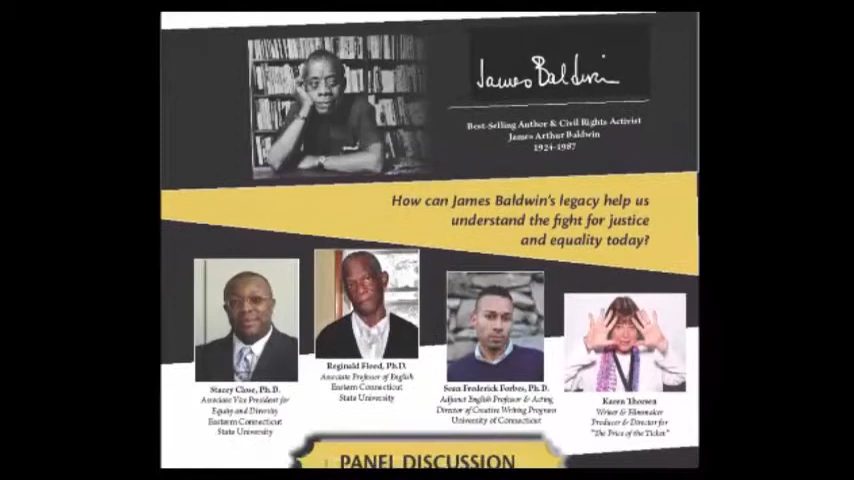 James Baldwin
Best-Selling Author & Civil Rights Activist
James Arthur Baldwin
1924-1987
How can James Baldwin's legacy help us
understand the fight for justice
and equality today?
Stacey Close, Ph.D.
Associate Vice President for
Equity and Diversity
Eastern Connecticut
State University
Reginald Flood, Ph.D.
Associate Professor of English
Eastern Connecticut
State University
Sean Frederick Forbes, Ph.D.
Adjunct English Professor & Acting
Director of Creative Writing Program
University of Connecticut
Karen Thorsen
Writer & Filmmaker
Producer & Director for
"The Price of the Ticket"
PANEL DISCUSSION